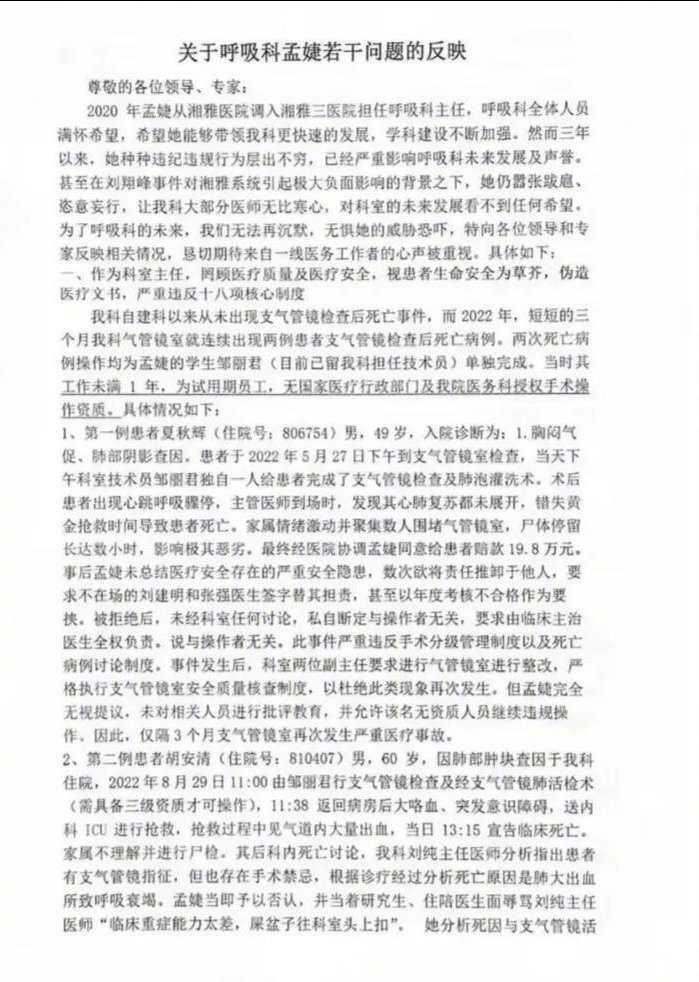 关于呼吸科孟婕若干问题的反映
尊敬的各位领导、专家：
2020 年孟婕从湘雅医院调入湘雅三医院担任呼吸科主任，呼吸科全体人员
满怀希望，希望她能够带领我科更快速的发展，学科建设不断加强。然而三年
以来，她种种违纪违规行为层出不穷，已经严重影响呼吸科未来发展及声誉。
甚至在刘翔峰事件对湘雅系统引起极大负面影响的背景之下，她仍嚣张跋扈、
恣意妄行，让我科大部分医师无比寒心，对科室的未来发展看不到任何希望。
为了呼吸科的未来，我们无法再沉默，无惧她的威胁恐吓，特向各位领导和专
家反映相关情况，恳切期待来自一线医务工作者的心声被重视。具体如下：
一、作为科室主任，罔顾医疗质量及医疗安全，视患者生命安全为草芥，伪造
医疗文书，严重违反十八项核心制度
我科自建科以来从未出现支气管镜检查后死亡事件，而 2022 年，短短的三
个月我科气管镜室就连续出现两例患者支气管镜检查后死亡病例。两次死亡病
例操作均为孟婕的学生邹丽君（目前已留我科担任技术员）单独完成。当时其
工作未满 1 年，为试用期员工，无国家医疗行政部门及我院医务科授权手术操
作资质。具体情况如下：
1、第一例患者夏秋辉（住院号：806754）男，49 岁，入院诊断为：1.胸闷气
促、肺部阴影查因。患者于 2022 年 5 月 27 日下午到支气管镜室检查，当天下
午科室技术员邹丽君独自一人给患者完成了支气管镜检查及肺泡灌洗术。术后
患者出现心跳呼吸骤停，主管医师到场时，发现其心肺复苏都未展开，错失黄
金抢救时间导致患者死亡。家属情绪激动并聚集数人围堵气管镜室，尸体停留
长达数小时，影响极其恶劣。最终经医院协调孟婕同意给患者赔款 19.8 万元。
事后孟婕未总结医疗安全存在的严重安全隐患，数次欲将责任推卸于他人，要
求不在场的刘建明和张强医生签字替其担责，甚至以年度考核不合格作为要
挟。被拒绝后，未经科室任何讨论，私自断定与操作者无关，要求由临床主治
医生全权负责。说与操作者无关。此事件严重违反手术分级管理制度以及死亡
病例讨论制度。事件发生后，科室两位副主任要求进行气管镜室进行整改，严
格执行支气管镜室安全质量核查制度，以杜绝此类现象再次发生。但孟婕完全
无视提议，未对相关人员进行批评教育，并允许该名无资质人员继续违规操
作。因此，仅隔 3 个月支气管镜室再次发生严重医疗事故。
2、第二例患者胡安清（住院号：810407）男，60 岁，因肺部肿块查因于我科
住院，2022 年 8 月 29 日 11:00 由邹丽君行支气管镜检查及经支气管镜肺活检术
（需具备三级资质才可操作），11:38 返回病房后大咯血、突发意识障碍，送内
科 ICU 进行抢救，抢救过程中见气道内大量出血，当日 13:15 宣告临床死亡。
家属不理解并进行尸检。其后科内死亡讨论，我科刘纯主任医师分析指出患者
有支气管镜指征，但也存在手术禁忌，根据诊疗经过分析死亡原因是肺大出血
所致呼吸衰竭。孟婕当即予以否认，并当着研究生、住陪医生面辱骂刘纯主任
医师“临床重症能力太差，屎盆子往科室头上扣”。 她分析死因与支气管镜活